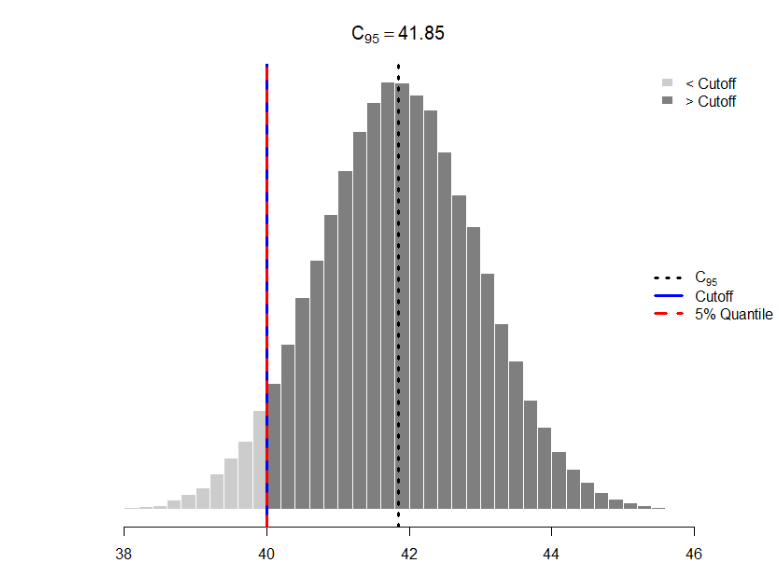 C₉₅ = 41.85
< Cutoff
> Cutoff
C₉₅
Cutoff
5% Quantile
38 40 42 44 46